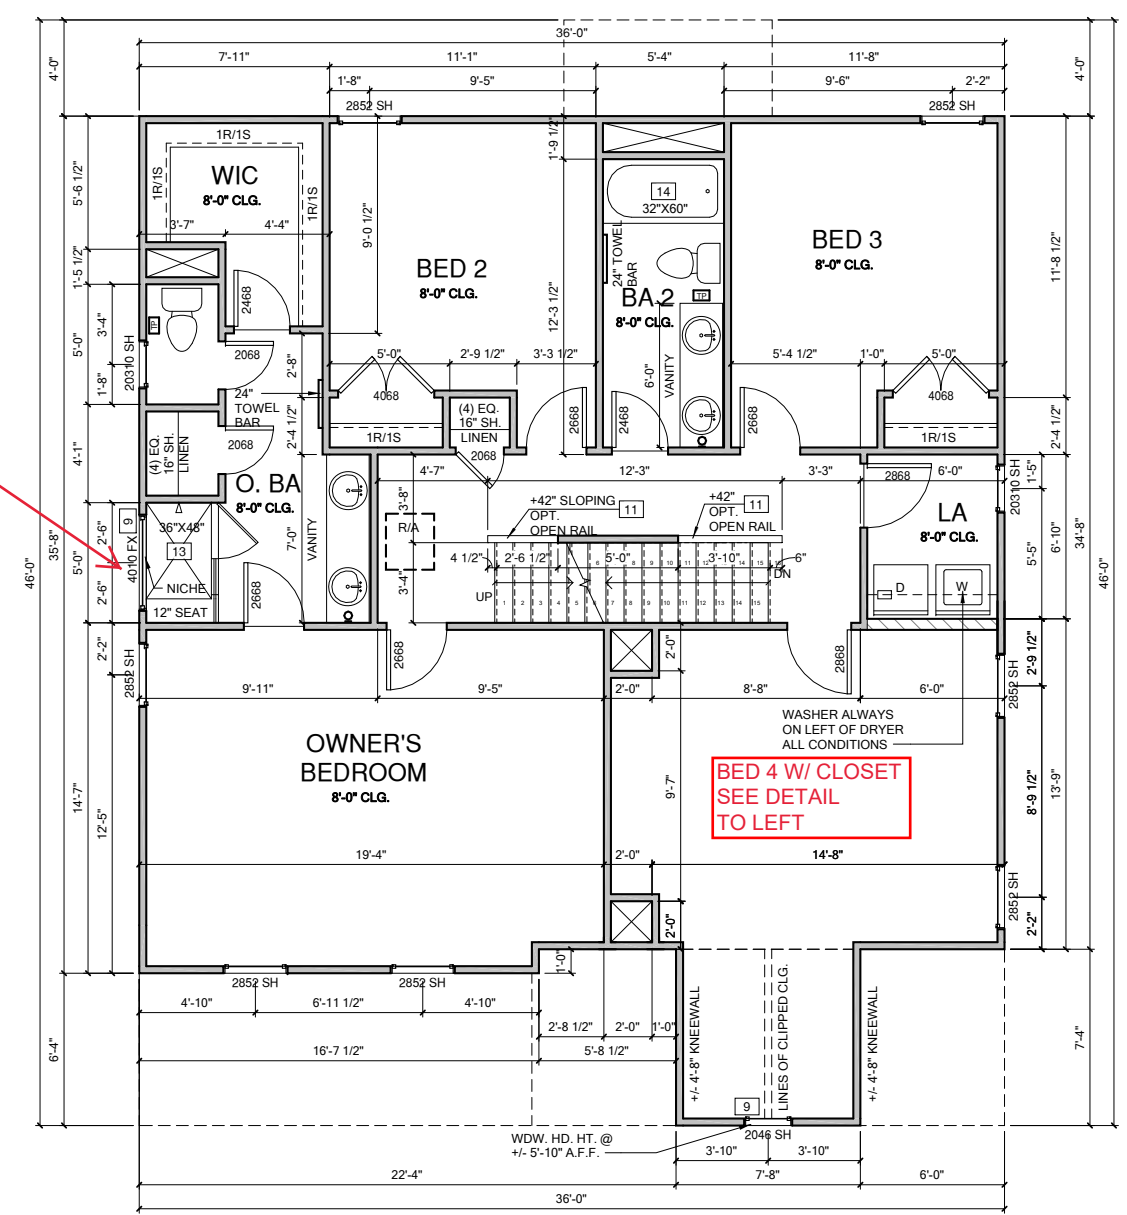 36'-0"
7'-11" 11'-1" 5'-4" 11'-8"
4'-0" 4'-0"
1'-8" 9'-5" 9'-6" 2'-2"
2852 SH 2852 SH
1R/1S
WIC
8'-0" CLG.
1R/1S
1R/1S
3'-7" 4'-4"
5'-6 1/2"
1'-5 1/2"
9'-0 1/2"
1'-9 1/2"
12'-3 1/2"
BED 2
8'-0" CLG.
14
32"X60"
24" TOWEL
BAR
BA 2
8'-0" CLG.
TP
6'-0"
VANITY
BED 3
8'-0" CLG.
11'-8 1/2"
2468
2068
TP
20310 SH
3'-4"
5'-0"
1'-8"
2'-8"
24"
TOWEL
BAR
2'-4 1/2"
5'-0" 2'-9 1/2" 3'-3 1/2" 5'-4 1/2" 1'-0" 5'-0"
4068
1R/1S
(4) EQ.
16" SH.
LINEN
2068
2668
2468
2668
4068
1R/1S
2'-4 1/2"
4'-1"
(4) EQ.
16" SH.
LINEN
2068
O. BA
8'-0" CLG.
4'-7" 12'-3" 3'-3" 6'-0"
2868
LA
8'-0" CLG.
20310 SH
1'-5"
5'-5"
6'-10"
34'-8"
46'-0"
46'-0"
35'-8"
5'-0"
2'-6"
2'-6"
9
4010 FX
36"X48"
13
NICHE
12" SEAT
2668
7'-0"
VANITY
3'-8"
R/A
3'-4"
+42" SLOPING
OPT.
OPEN RAIL
11
+42"
OPT.
OPEN RAIL
11
4 1/2" 2'-6 1/2" 5'-0" 3'-10" 6"
UP
DN
D W
2'-2"
2852 SH
2668
2'-0"
2868
9'-11" 9'-5" 2'-0" 8'-8" 6'-0"
2'-9 1/2"
2852 SH
WASHER ALWAYS
ON LEFT OF DRYER
ALL CONDITIONS
OWNER'S
BEDROOM
8'-0" CLG.
BED 4 W/ CLOSET
SEE DETAIL
TO LEFT
9'-7"
14'-7"
12'-5"
8'-9 1/2"
13'-9"
19'-4" 2'-0" 14'-8"
2852 SH
2'-2"
2'-0"
1'-0"
2852 SH 2852 SH
4'-10" 6'-11 1/2" 4'-10"
2'-8 1/2" 2'-0" 1'-0"
16'-7 1/2" 5'-8 1/2"
6'-4"
7'-4"
+/- 4'-8" KNEEWALL
LINES OF CLIPPED CLG.
+/- 4'-8" KNEEWALL
9
2046 SH
WDW. HD. HT. @
+/- 5'-10" A.F.F.
3'-10" 3'-10"
22'-4" 7'-8" 6'-0"
36'-0"